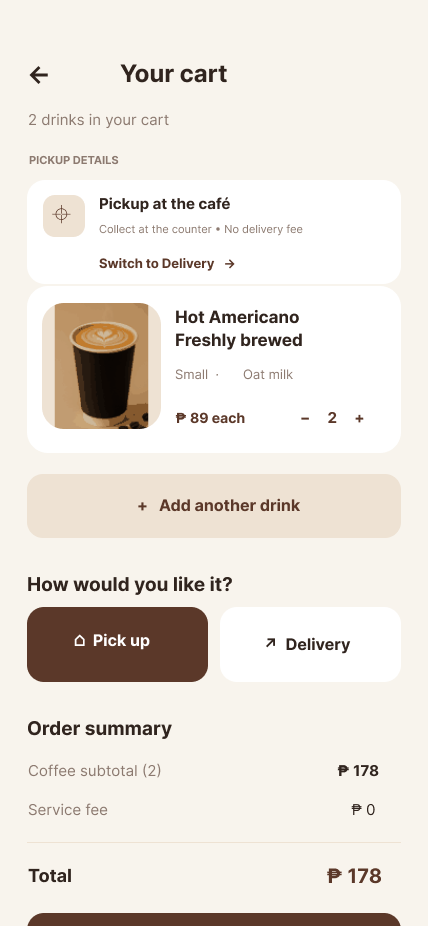 ← Your cart
2 drinks in your cart
PICKUP DETAILS
Pickup at the café
Collect at the counter • No delivery fee
Switch to Delivery →
Hot Americano
Freshly brewed
Small · Oat milk
₱ 89 each − 2 +
+ Add another drink
How would you like it?
⌂ Pick up
↗ Delivery
Order summary
Coffee subtotal (2) ₱ 178
Service fee ₱ 0
Total ₱ 178